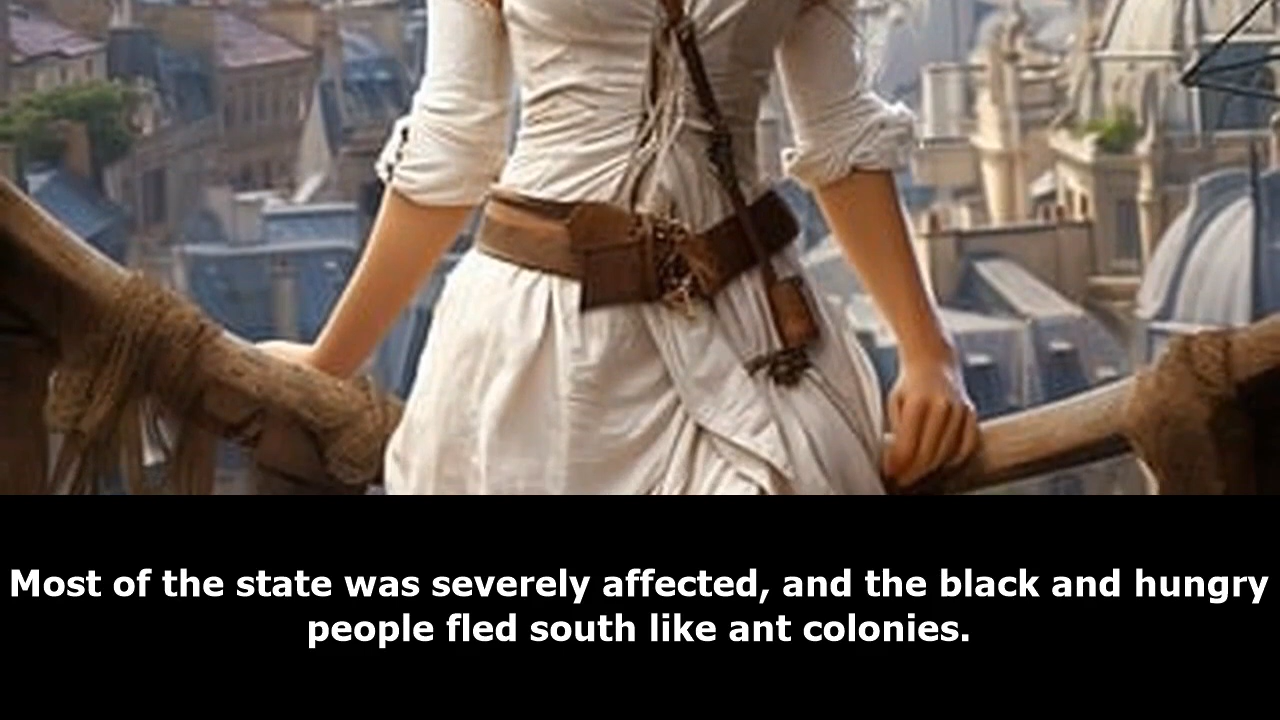 Most of the state was severely affected, and the black and hungry
people fled south like ant colonies.